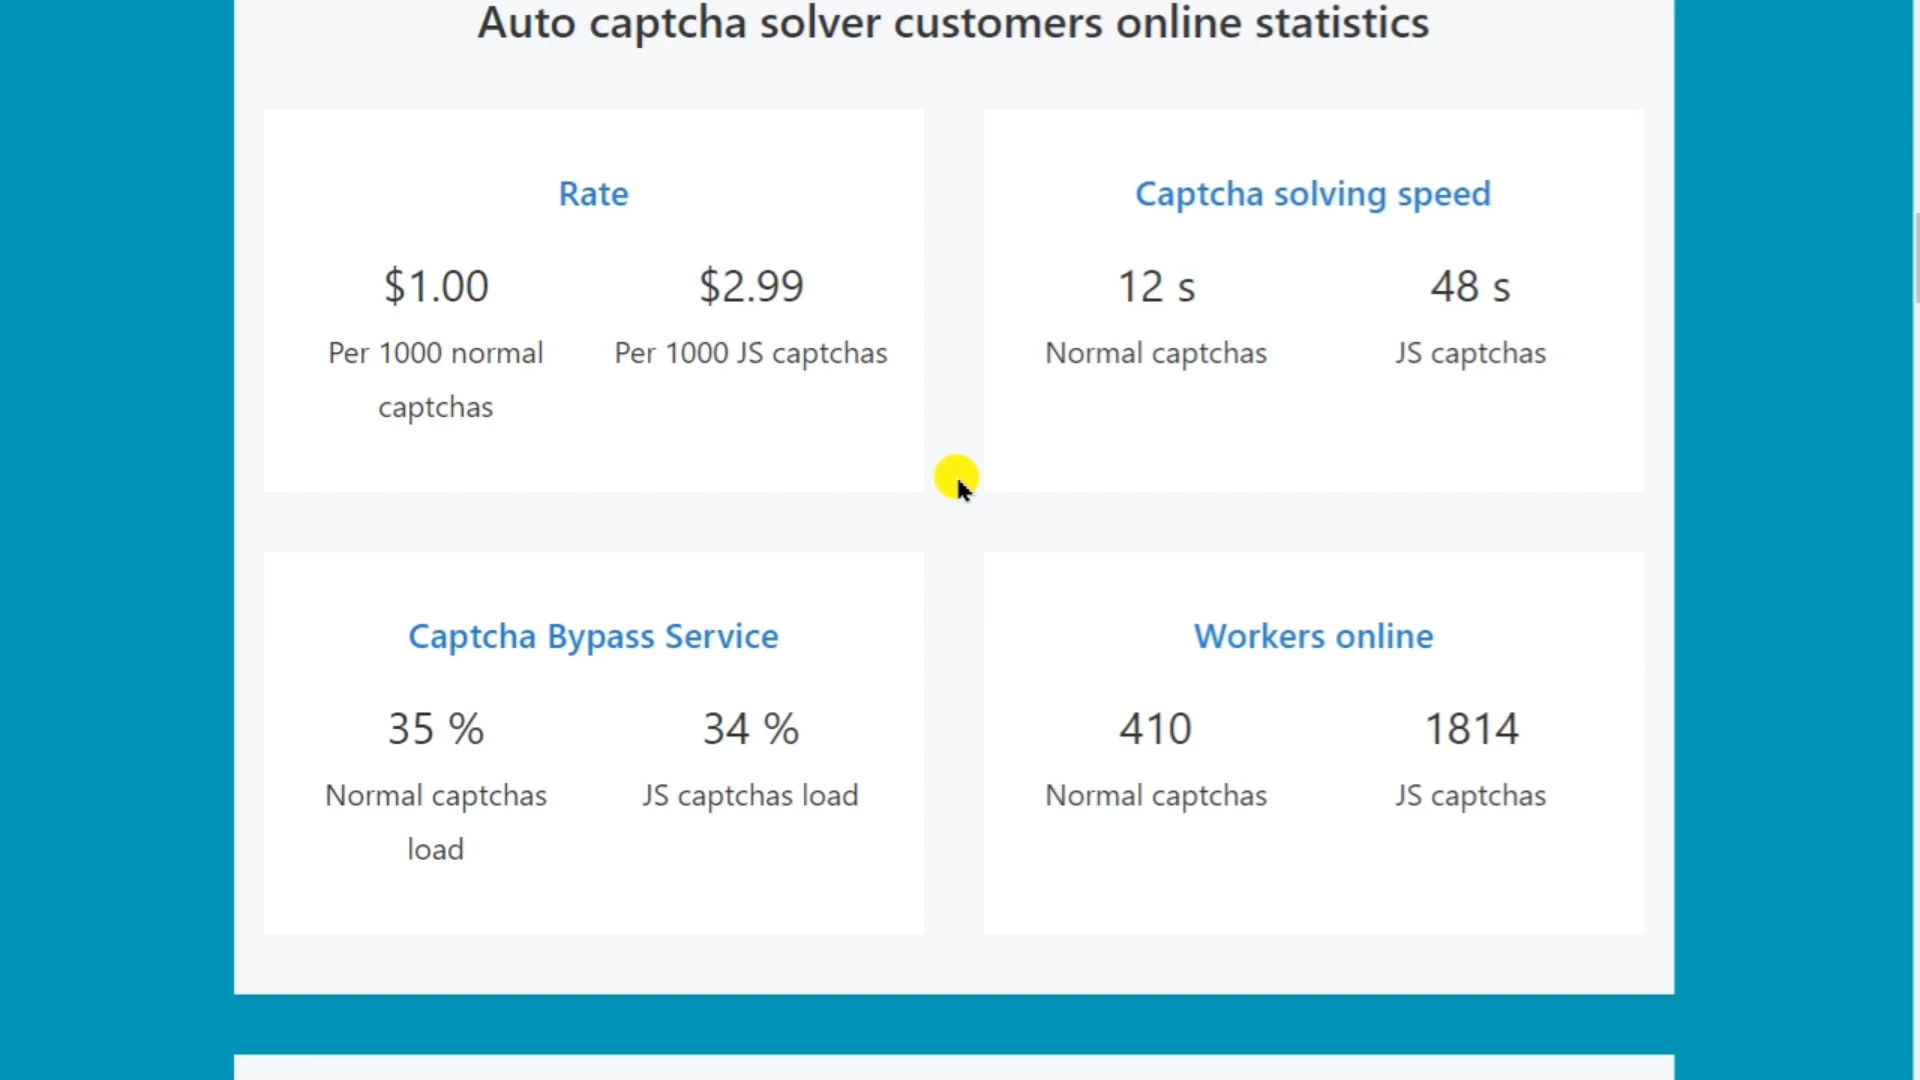 Auto captcha solver customers online statistics
Rate
$1.00
$2.99
Per 1000 normal
captchas
Per 1000 JS captchas
Captcha solving speed
12 s
48 s
Normal captchas
JS captchas
Captcha Bypass Service
35 %
34 %
Normal captchas
load
JS captchas load
Workers online
410
1814
Normal captchas
JS captchas